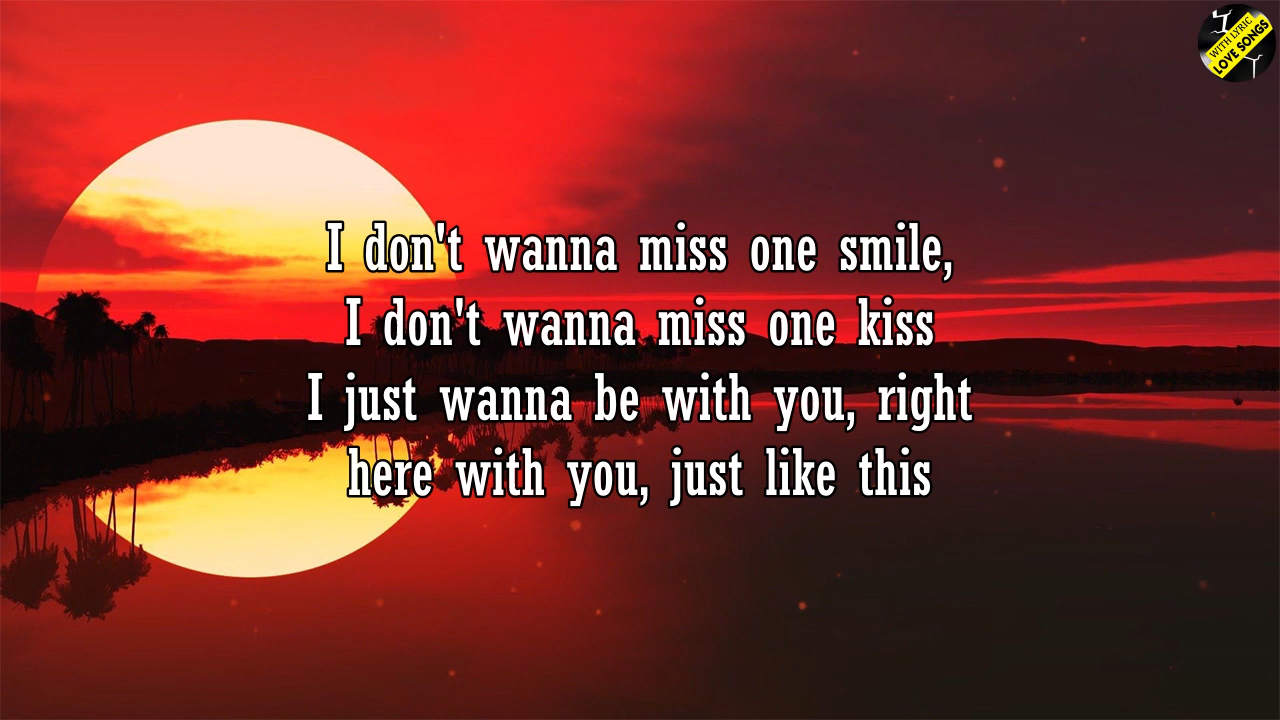 I don't wanna miss one smile,
I don't wanna miss one kiss
I just wanna be with you, right
here with you, just like this
WITH LYRIC
LOVE SONGS